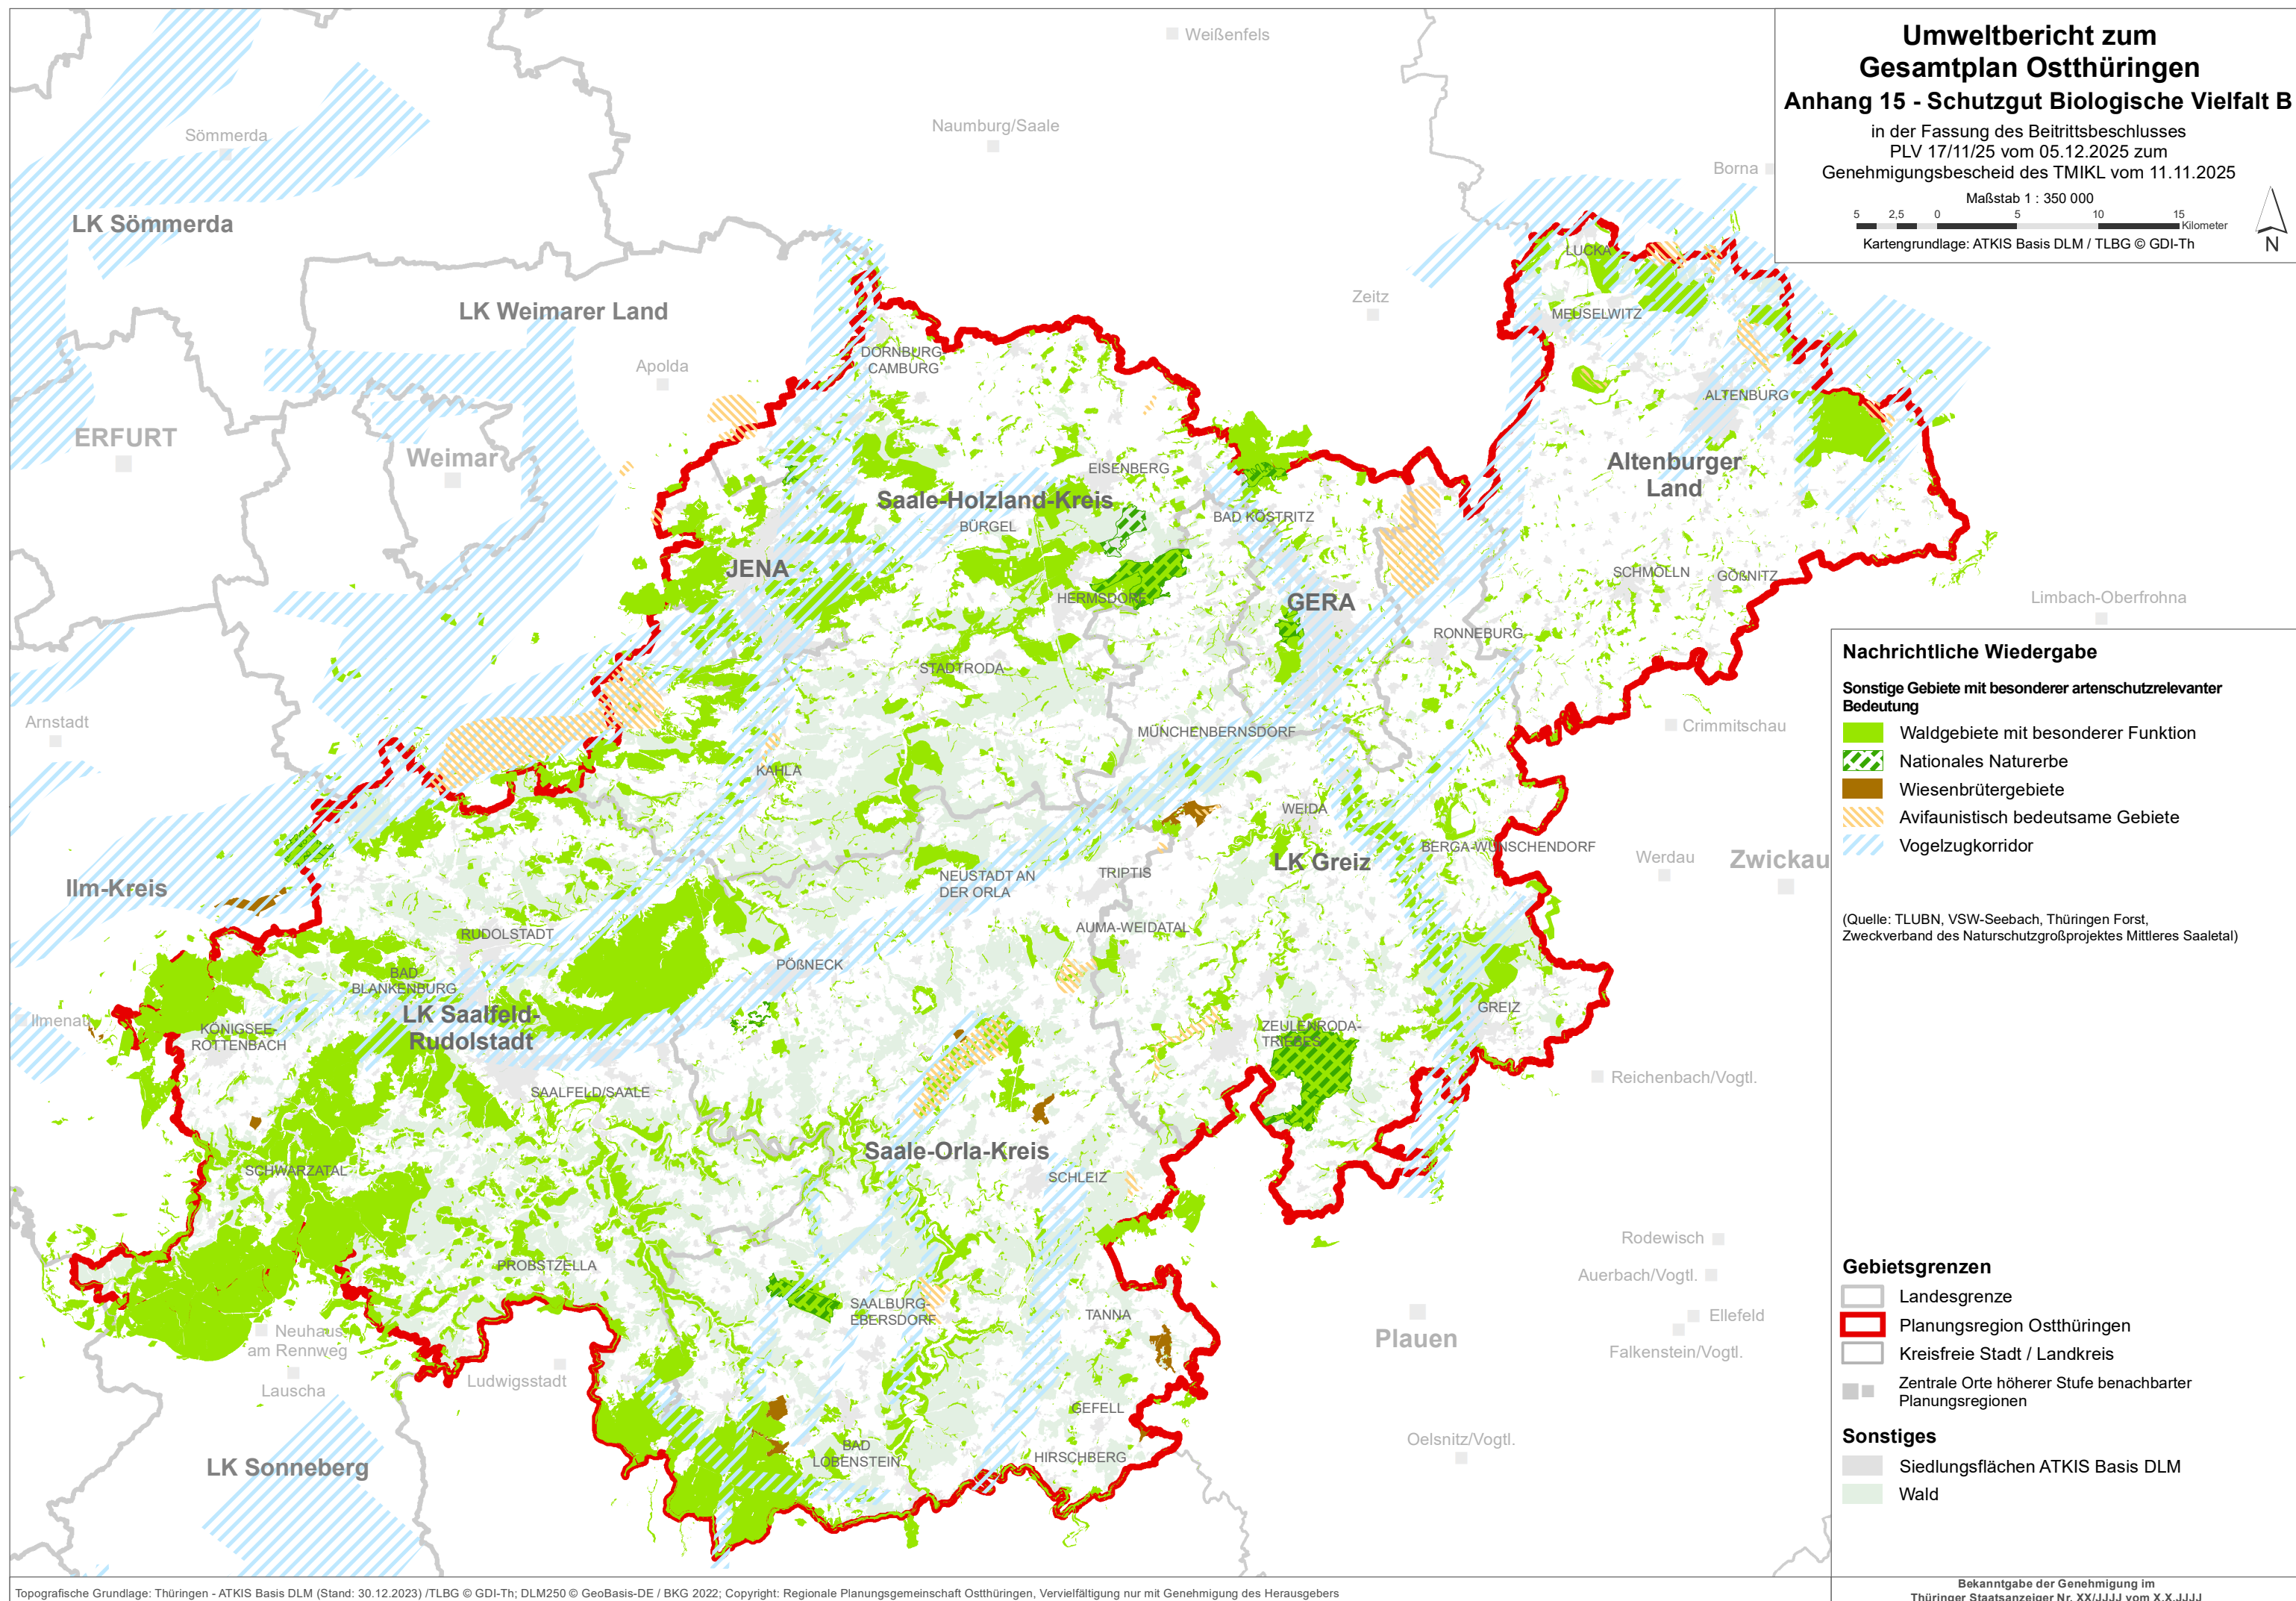 Umweltbericht zum
Gesamtplan Ostthüringen
Anhang 15 - Schutzgut Biologische Vielfalt B
in der Fassung des Beitrittsbeschlusses
PLV 17/11/25 vom 05.12.2025 zum
Genehmigungsbescheid des TMIKL vom 11.11.2025
Maßstab 1 : 350 000
5 2,5 0 5 10 15
Kilometer
Kartengrundlage: ATKIS Basis DLM / TLBG © GDI-Th
N
Weißenfels
Naumburg/Saale
Sömmerda
Borna
LK Sömmerda
LUCKA
LK Weimarer Land
Zeitz
MEUSELWITZ
DORNBURG-
CAMBURG
Apolda
ALTENBURG
ERFURT
Weimar
EISENBERG
Altenburger
Land
Saale-Holzland-Kreis
BÜRGEL
BAD KÖSTRITZ
JENA
SCHMÖLLN
GÖßNITZ
HERMSDORF
GERA
Limbach-Oberfrohna
RONNEBURG
STADTRODA
Arnstadt
Crimmitschau
MÜNCHENBERNSDORF
KAHLA
WEIDA
BERGA-WÜNSCHENDORF
Werdau
Zwickau
LK Greiz
TRIPTIS
NEUSTADT AN
DER ORLA
Ilm-Kreis
AUMA-WEIDATAL
RUDOLSTADT
PÖßNECK
BAD
BLANKENBURG
GREIZ
LK Saalfeld-
Rudolstadt
Ilmenau
KÖNIGSEE-
ROTTENBACH
ZEULENRODA-
TRIEBES
Reichenbach/Vogtl.
SAALFELD/SAALE
Saale-Orla-Kreis
SCHWARZATAL
SCHLEIZ
Rodewisch
PROBSTZELLA
Auerbach/Vogtl.
SAALBURG-
EBERSDORF
TANNA
Ellefeld
Neuhaus
am Rennweg
Plauen
Falkenstein/Vogtl.
Lauscha
Ludwigsstadt
GEFELL
Oelsnitz/Vogtl.
BAD
LOBENSTEIN
HIRSCHBERG
LK Sonneberg
Nachrichtliche Wiedergabe
Sonstige Gebiete mit besonderer artenschutzrelevanter
Bedeutung
Waldgebiete mit besonderer Funktion
Nationales Naturerbe
Wiesenbrütergebiete
Avifaunistisch bedeutsame Gebiete
Vogelzugkorridor
(Quelle: TLUBN, VSW-Seebach, Thüringen Forst,
Zweckverband des Naturschutzgroßprojektes Mittleres Saaletal)
Gebietsgrenzen
Landesgrenze
Planungsregion Ostthüringen
Kreisfreie Stadt / Landkreis
Zentrale Orte höherer Stufe benachbarter
Planungsregionen
Sonstiges
Siedlungsflächen ATKIS Basis DLM
Wald
Topografische Grundlage: Thüringen - ATKIS Basis DLM (Stand: 30.12.2023) /TLBG © GDI-Th; DLM250 © GeoBasis-DE / BKG 2022; Copyright: Regionale Planungsgemeinschaft Ostthüringen, Vervielfältigung nur mit Genehmigung des Herausgebers
Bekanntgabe der Genehmigung im
Thüringer Staatsanzeiger Nr. XX/JJJJ vom X.X.JJJJ